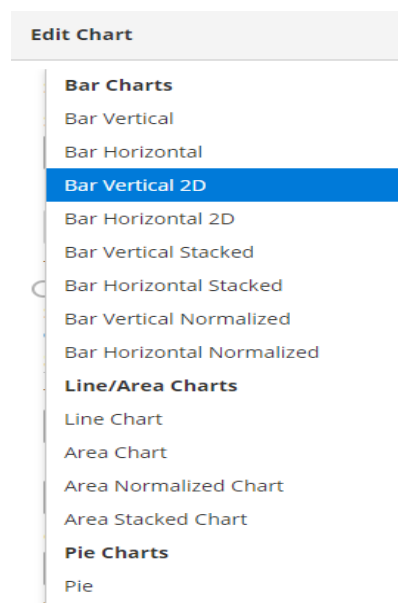 Edit Chart
Bar Charts
Bar Vertical
Bar Horizontal
Bar Vertical 2D
Bar Horizontal 2D
Bar Vertical Stacked
Bar Horizontal Stacked
Bar Vertical Normalized
Bar Horizontal Normalized
Line/Area Charts
Line Chart
Area Chart
Area Normalized Chart
Area Stacked Chart
Pie Charts
Pie